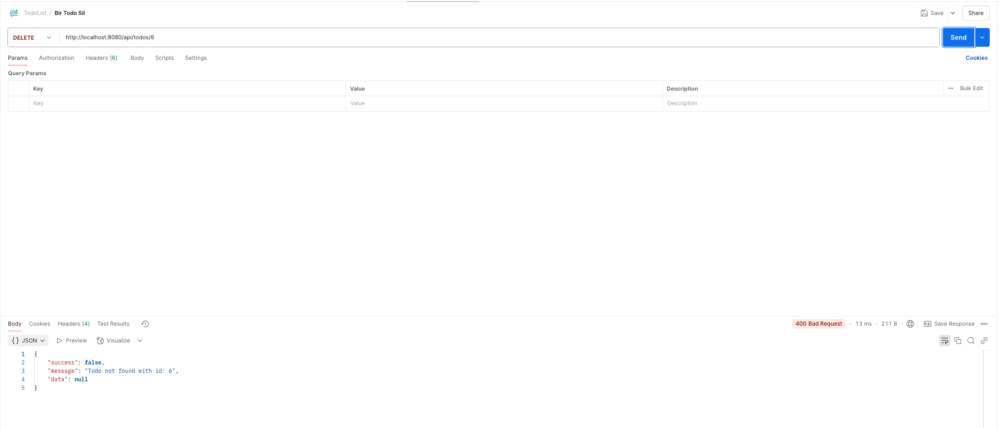 HTTP TodoList / Bir Todo Sil Save Share
DELETE http://localhost:8080/api/todos/6 Send
Params Authorization Headers (6) Body Scripts Settings Cookies
Query Params
Key Value Description Bulk Edit
Key Value Description
Body Cookies Headers (4) Test Results 400 Bad Request • 13 ms • 211 B • e.g. Save Response
{ } JSON Preview Visualize
1 {
2 "success": false,
3 "message": "Todo not found with id: 6",
4 "data": null
5 }